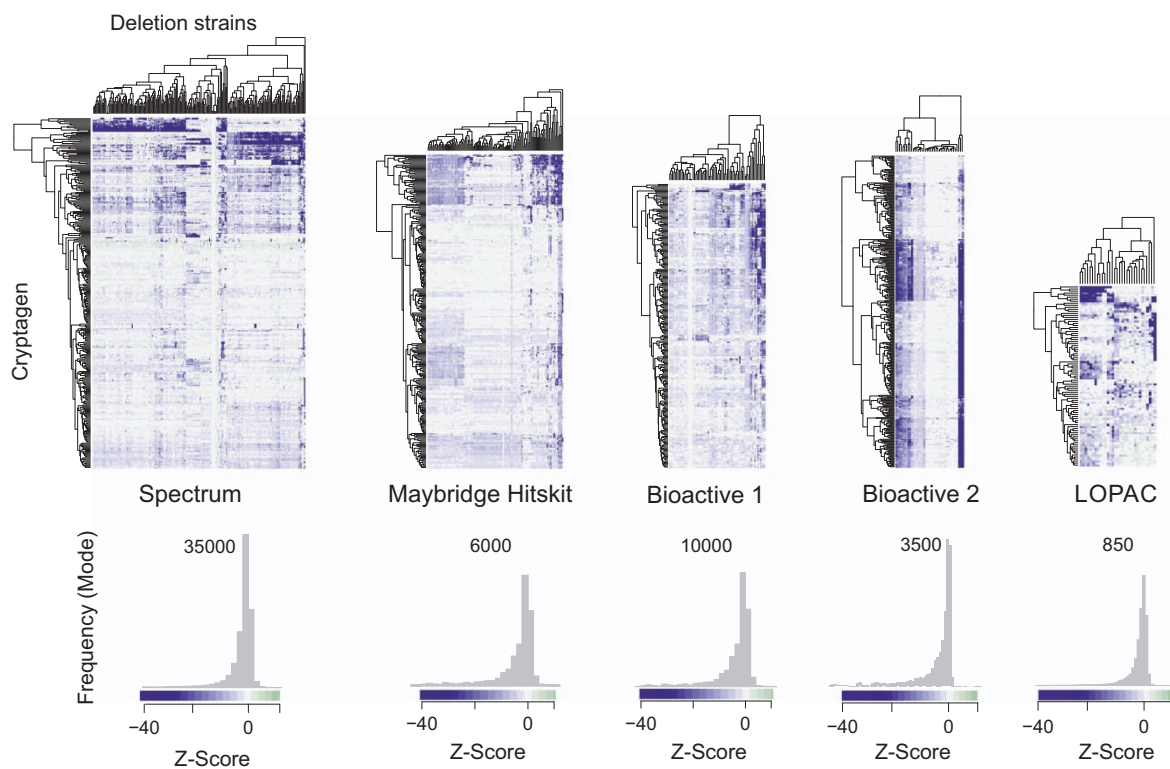 Deletion strains
Cryptagen
Spectrum
Maybridge Hitskit
Bioactive 1
Bioactive 2
LOPAC
Frequency (Mode)
35000
6000
10000
3500
850
−40 0
−40 0
−40 0
−40 0
−40 0
Z-Score
Z-Score
Z-Score
Z-Score
Z-Score